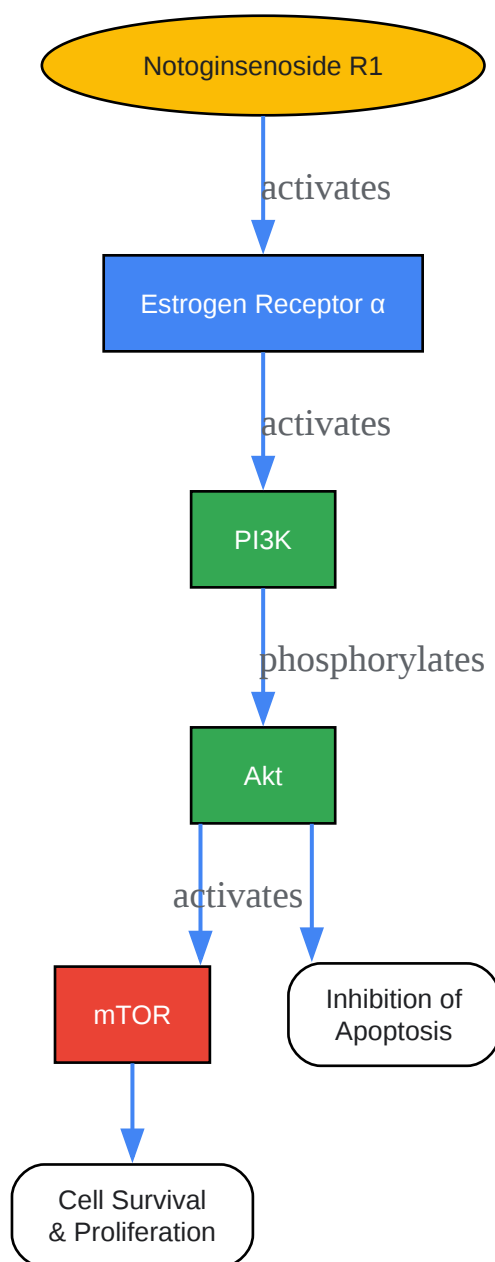 Notoginsenoside R1
activates
Estrogen Receptor α
activates
PI3K
phosphorylates
Akt
activates
mTOR
Inhibition of
Apoptosis
Cell Survival
& Proliferation